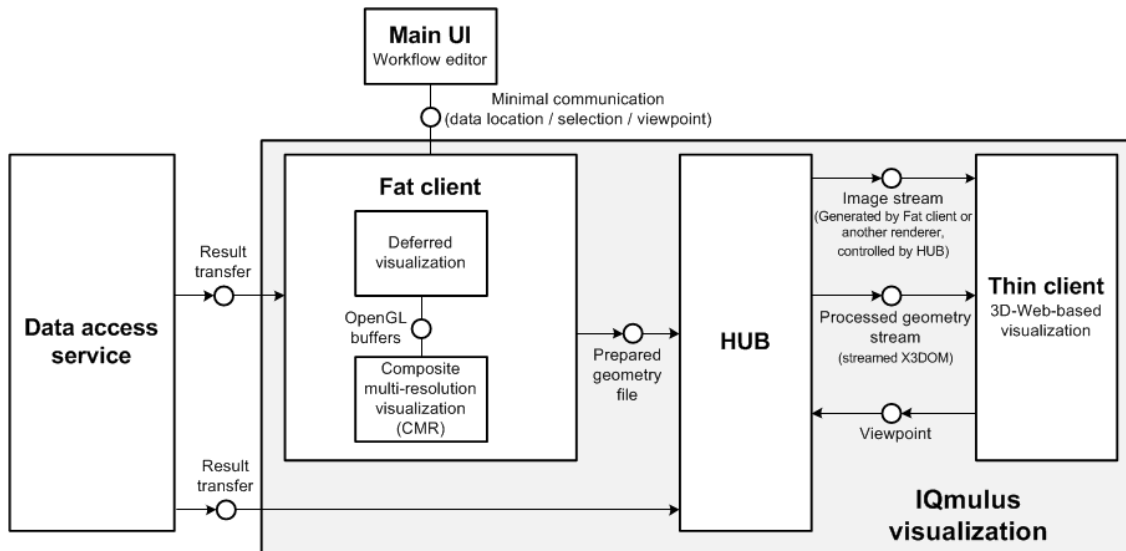 Main UI
Workflow editor
Minimal communication
(data location / selection / viewpoint)
Data access
service
Result
transfer
Result
transfer
Fat client
Deferred
visualization
OpenGL
buffers
Composite
multi-resolution
visualization
(CMR)
Prepared
geometry
file
HUB
Image stream
(Generated by Fat client or
another renderer,
controlled by HUB)
Processed geometry
stream
(streamed X3DOM)
Viewpoint
Thin client
3D-Web-based
visualization
IQmulus
visualization